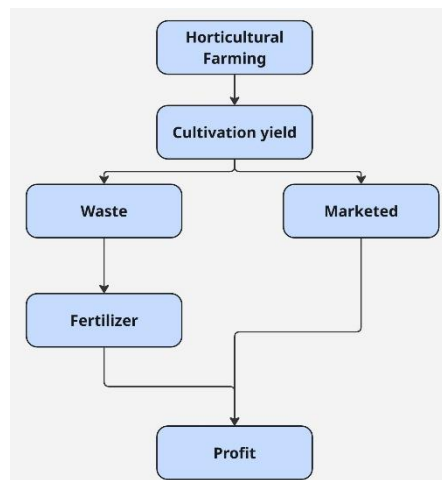 Horticultural
Farming
Cultivation yield
Waste
Marketed
Fertilizer
Profit